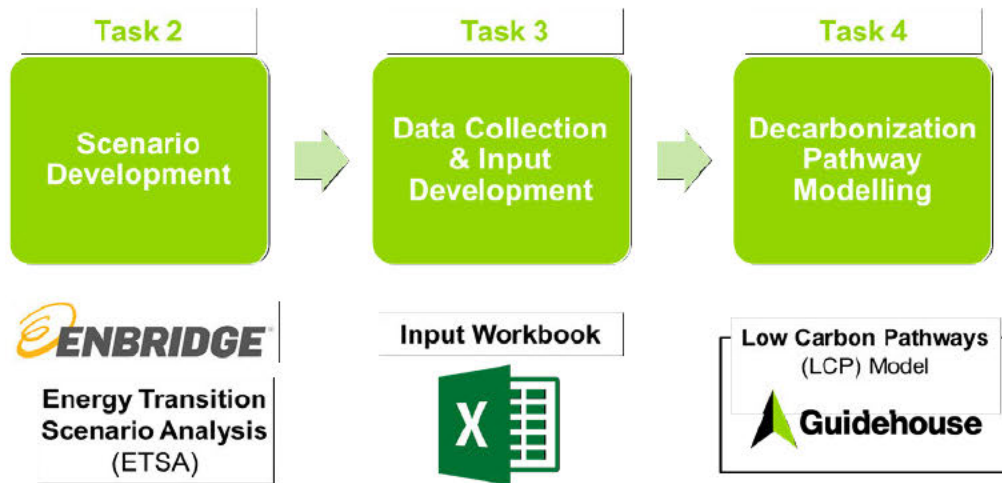 Task 2
Task 3
Task 4
Scenario
Development
Data Collection
& Input
Development
Decarbonization
Pathway
Modelling
ENBRIDGE®
Energy Transition
Scenario Analysis
(ETSA)
Input Workbook
X
Low Carbon Pathways
(LCP) Model
Guidehouse